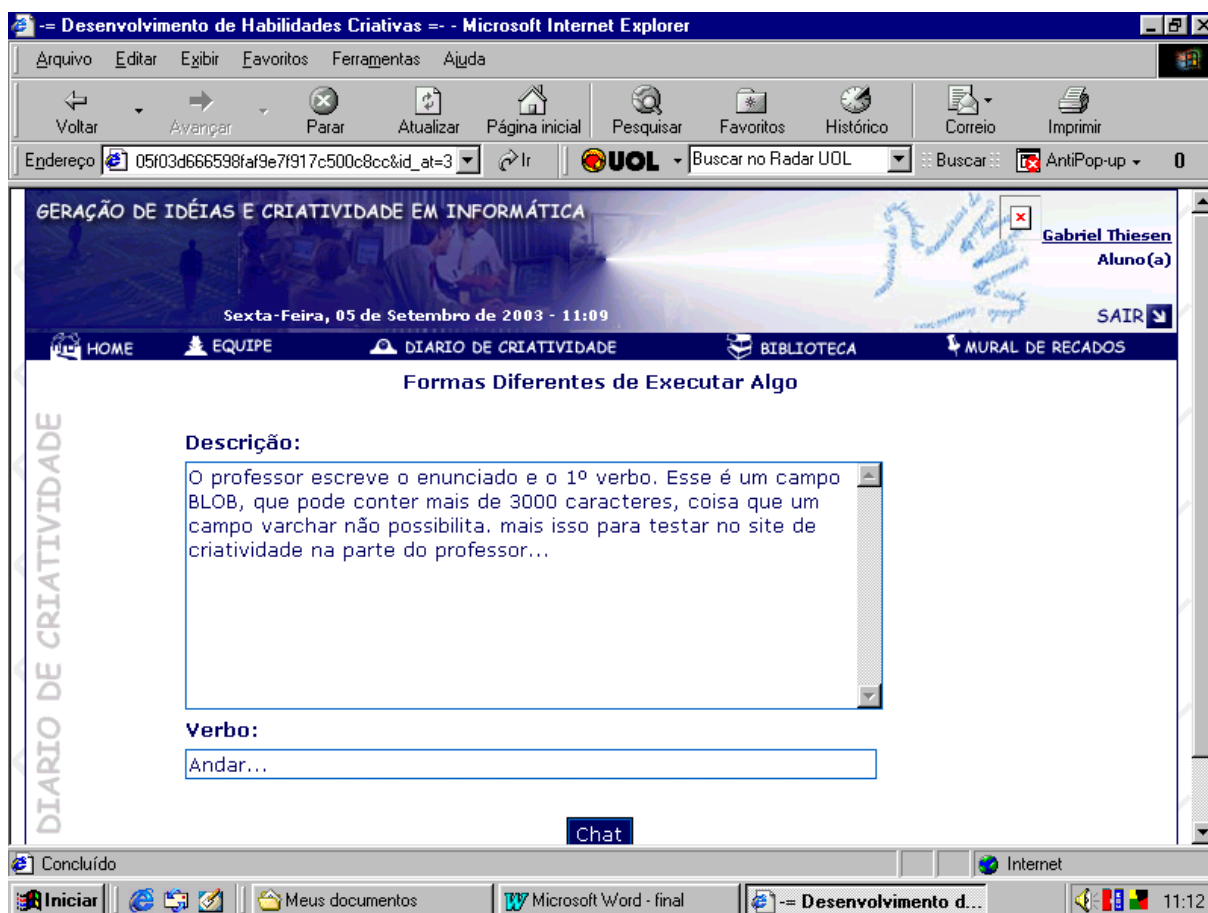 -= Desenvolvimento de Habilidades Criativas =- - Microsoft Internet Explorer
Arquivo Editar Exibir Favoritos Ferramentas Ajuda
Voltar Avançar Parar Atualizar Página inicial Pesquisar Favoritos Histórico Correio Imprimir
Endereço 05f03d666598faf9e7f917c500c8cc&id_at=3 Ir UOL Buscar no Radar UOL Buscar AntiPop-up 0
GERAÇÃO DE IDÉIAS E CRIATIVIDADE EM INFORMÁTICA
Gabriel Thiesen
Aluno(a)
Sexta-Feira, 05 de Setembro de 2003 - 11:09
SAIR
HOME EQUIPE DIARIO DE CRIATIVIDADE BIBLIOTECA MURAL DE RECADOS
Formas Diferentes de Executar Algo
DIARIO DE CRIATIVIDADE
Descrição:
O professor escreve o enunciado e o 1º verbo. Esse é um campo
BLOB, que pode conter mais de 3000 caracteres, coisa que um
campo varchar não possibilita. mais isso para testar no site de
criatividade na parte do professor...
Verbo:
Andar...
Chat
Concluído Internet
Iniciar Meus documentos Microsoft Word - final -= Desenvolvimento d... 11:12